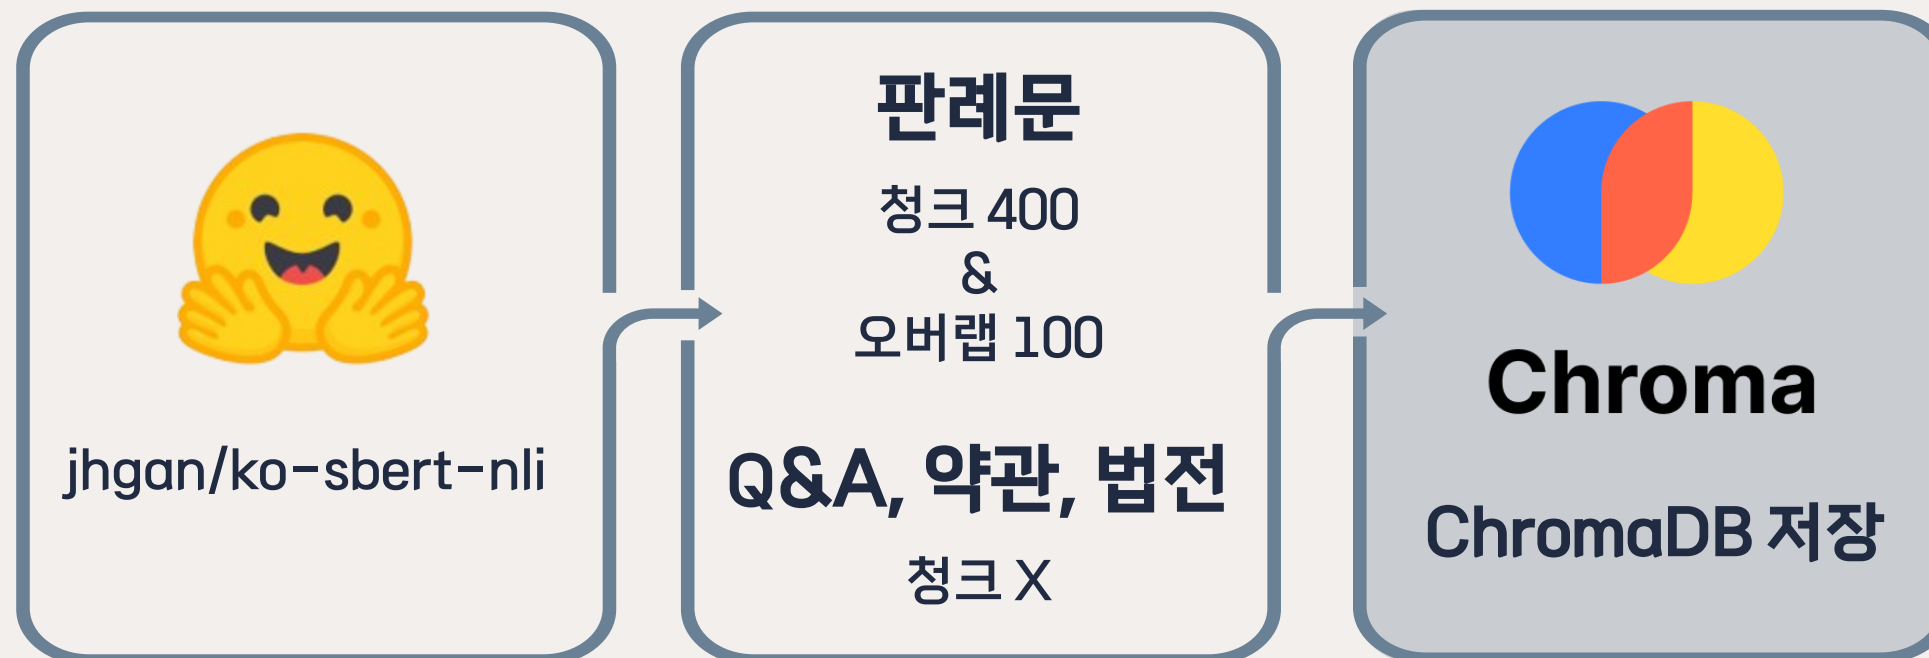 jhgan/ko-sbert-nli
판례문
청크 400
&
오버랩 100
Q&A, 약관, 법전
청크 X
Chroma
ChromaDB 저장